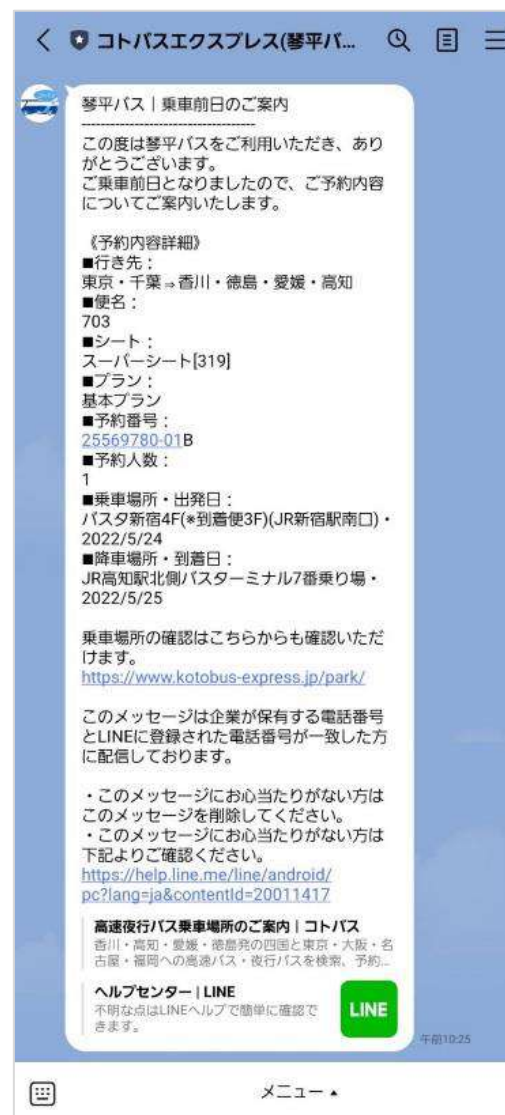 コトバスエクスプレス(琴平バ...
琴平バス | 乗車前日のご案内
--------------------------------
この度は琴平バスをご利用いただき、あり
がとうございます。
ご乗車前日となりましたので、ご予約内容
についてご案内いたします。
《予約内容詳細》
■行き先：
東京・千葉⇒香川・徳島・愛媛・高知
■便名：
703
■シート：
スーパーシート[319]
■プラン：
基本プラン
■予約番号：
25569780-01B
■予約人数：
1
■乗車場所・出発日：
バスタ新宿4F(*到着便3F)(JR新宿駅南口)・
2022/5/24
■降車場所・到着日：
JR高知駅北側バスターミナル7番乗り場・
2022/5/25
乗車場所の確認はこちらからも確認いただ
けます。
https://www.kotobus-express.jp/park/
このメッセージは企業が保有する電話番号
とLINEに登録された電話番号が一致した方
に配信しております。
・このメッセージにお心当たりがない方は
このメッセージを削除してください。
・このメッセージにお心当たりがない方は
下記よりご確認ください。
https://help.line.me/line/android/
pc?lang=ja&contentId=20011417
高速夜行バス乗車場所のご案内 | コトバス
香川・高知・愛媛・徳島発の四国と東京・大阪・名
古屋・福岡への高速バス・夜行バスを検索、予約...
ヘルプセンター | LINE
不明な点はLINEヘルプで簡単に確認で
きます。
LINE
午前10:25
メニュー ▲